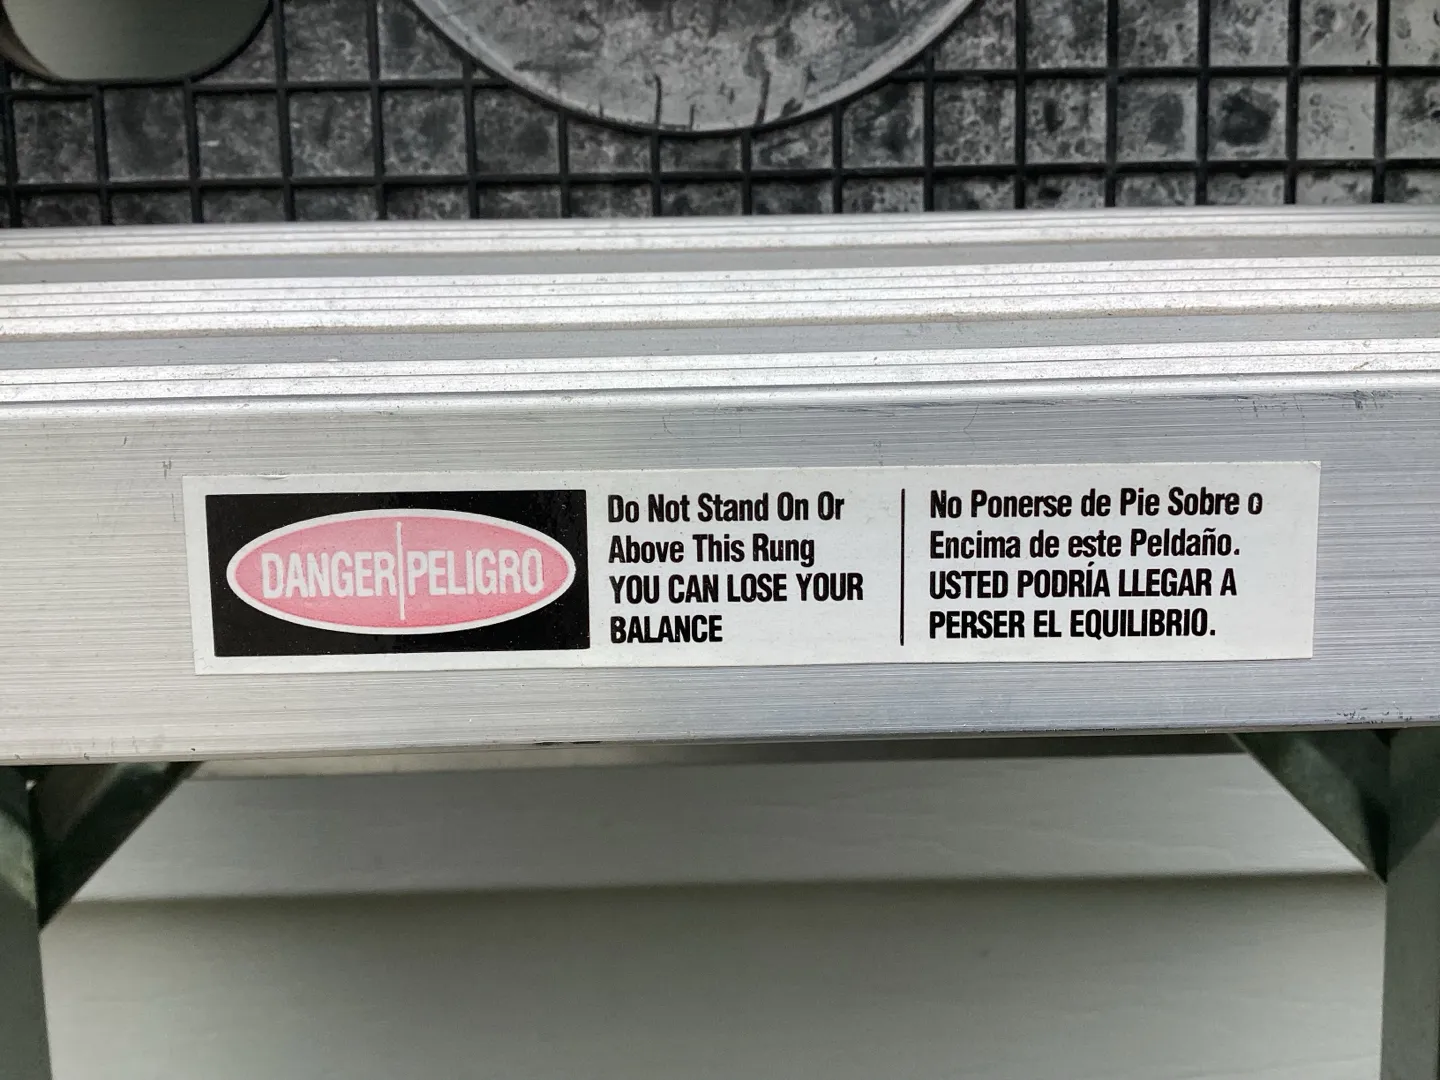 DANGER PELIGRO
Do Not Stand On Or
Above This Rung
YOU CAN LOSE YOUR
BALANCE
No Ponerse de Pie Sobre o
Encima de este Peldaño.
USTED PODRÍA LLEGAR A
PERSER EL EQUILIBRIO.